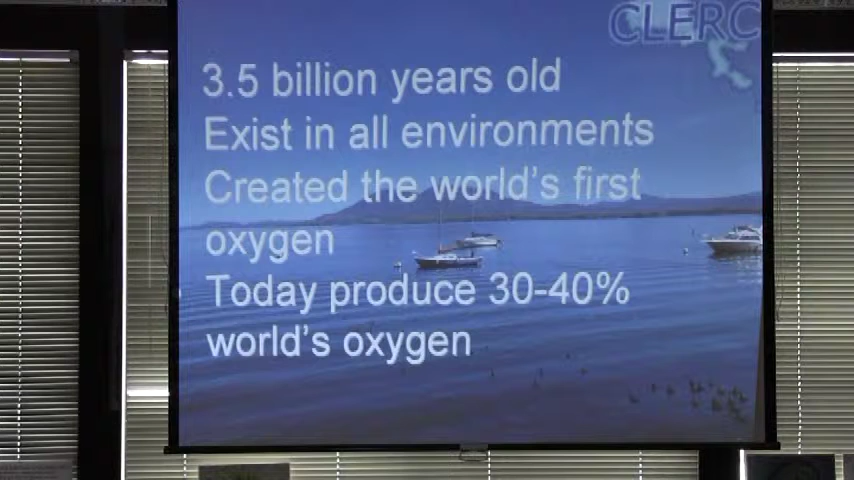 CLERC
3.5 billion years old
Exist in all environments
Created the world's first
oxygen
Today produce 30-40%
world's oxygen